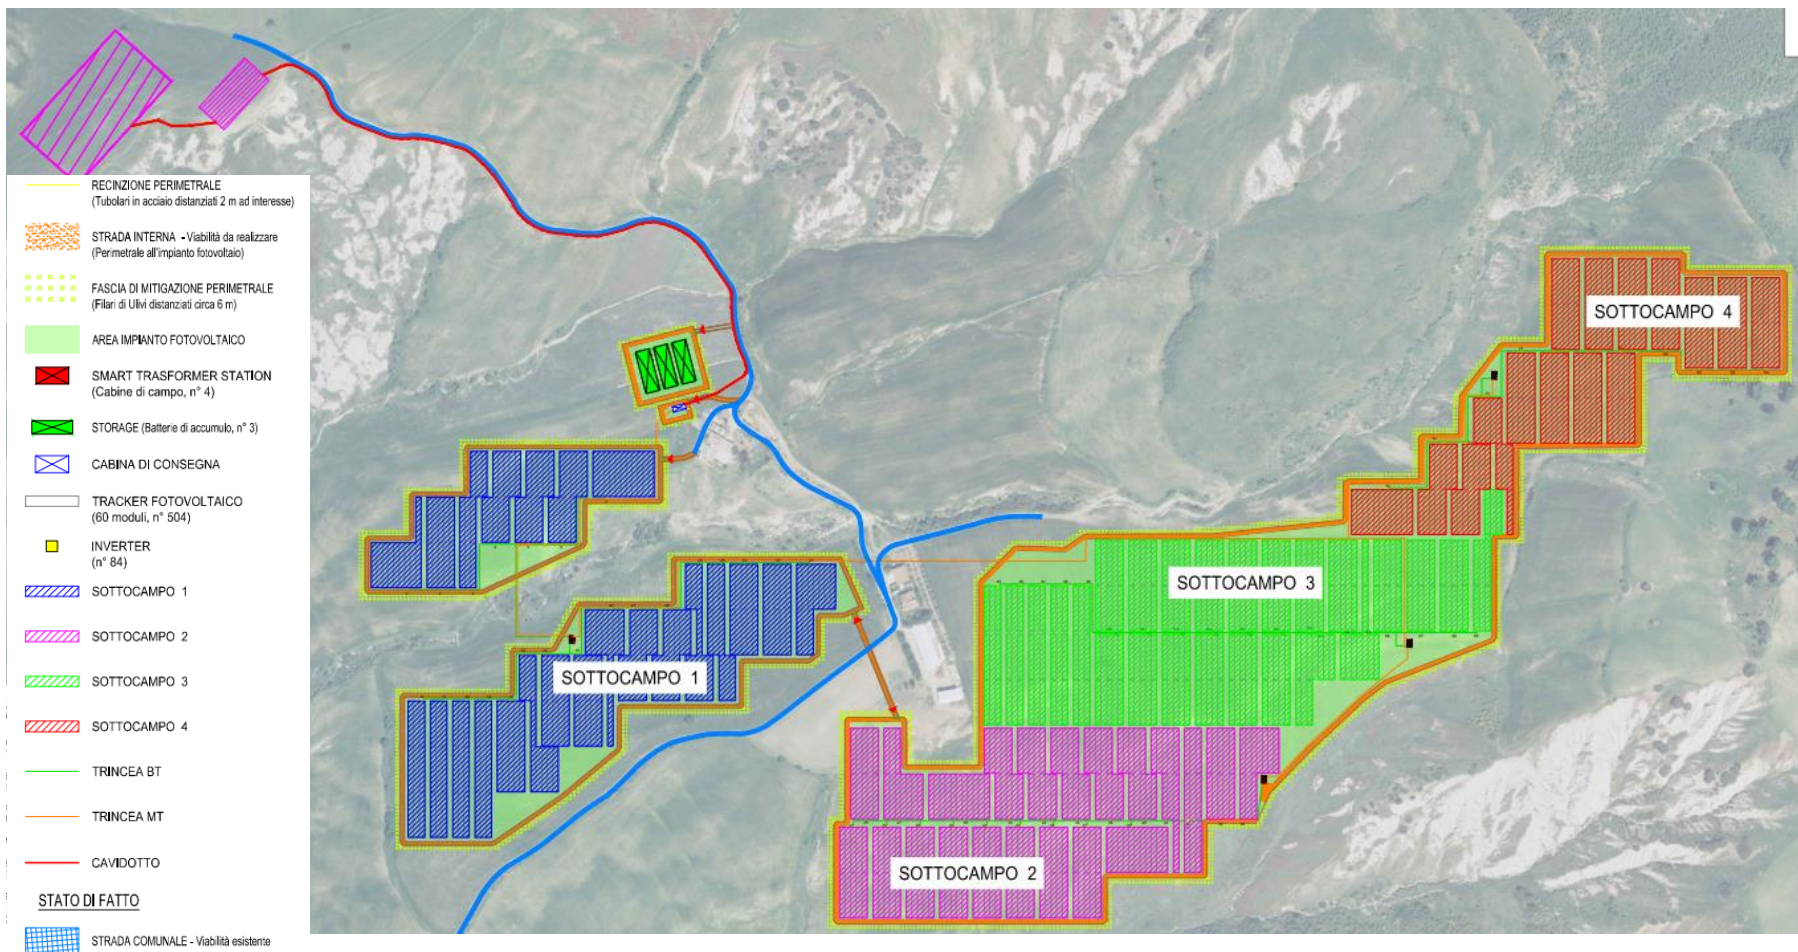 RECINZIONE PERIMETRALE
(Tubolari in acciaio distanziati 2 m ad interesse)
STRADA INTERNA - Viabilità da realizzare
(Perimetrale all'impianto fotovoltaio)
FASCIA DI MITIGAZIONE PERIMETRALE
(Filari di Ulivi distanziati circa 6 m)
AREA IMPIANTO FOTOVOLTAICO
SMART TRASFORMER STATION
(Cabine di campo, n° 4)
STORAGE (Batterie di accumulo, n° 3)
CABINA DI CONSEGNA
TRACKER FOTOVOLTAICO
(60 moduli, n° 504)
INVERTER
(n° 84)
SOTTOCAMPO 1
SOTTOCAMPO 2
SOTTOCAMPO 3
SOTTOCAMPO 4
TRINCEA BT
TRINCEA MT
CAVIDOTTO
STATO DI FATTO
STRADA COMUNALE - Viabilità esistente
SOTTOCAMPO 4
SOTTOCAMPO 3
SOTTOCAMPO 1
SOTTOCAMPO 2